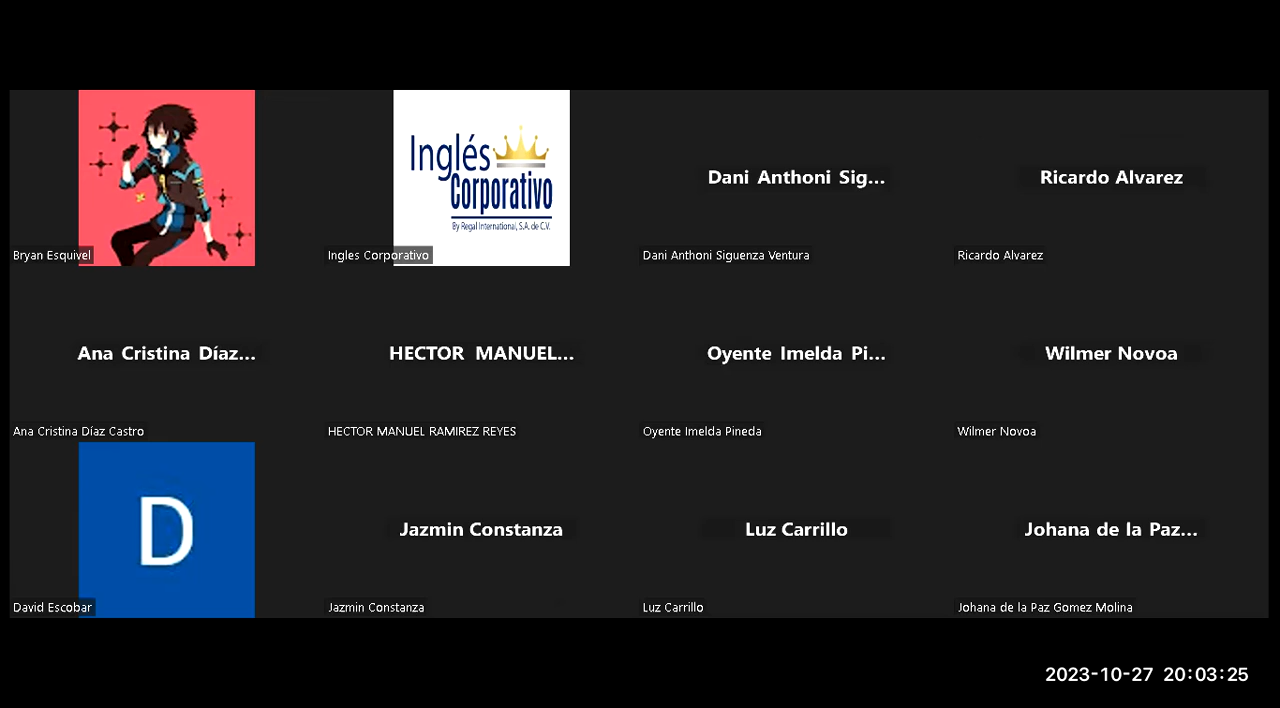 Inglés
Corporativo
By Regal International, S.A. de C.V.
Dani Anthoni Sig...
Ricardo Alvarez
Bryan Esquivel
Ingles Corporativo
Dani Anthoni Siguenza Ventura
Ricardo Alvarez
Ana Cristina Díaz...
HECTOR MANUEL...
Oyente Imelda Pi...
Wilmer Novoa
Ana Cristina Díaz Castro
HECTOR MANUEL RAMIREZ REYES
Oyente Imelda Pineda
Wilmer Novoa
D
Jazmin Constanza
Luz Carrillo
Johana de la Paz...
David Escobar
Jazmin Constanza
Luz Carrillo
Johana de la Paz Gomez Molina
2023-10-27 20:03:25